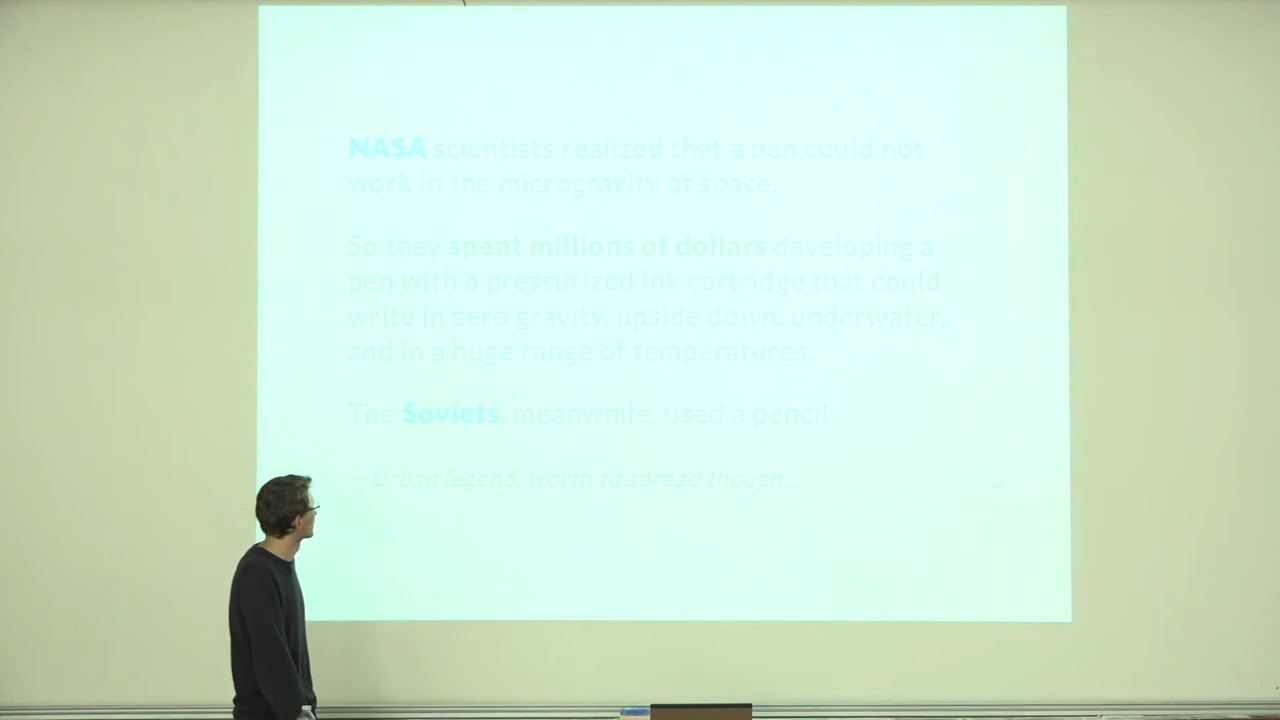 “ NASA scientists realized that a pen could not
work in the microgravity of space.
So they spent millions of dollars developing a
pen with a pressurized ink cartridge that could
write in zero gravity, upside down, underwater,
and in a huge range of temperatures.
The Soviets, meanwhile, used a pencil.
— Urban legend, worth to spread though... ”